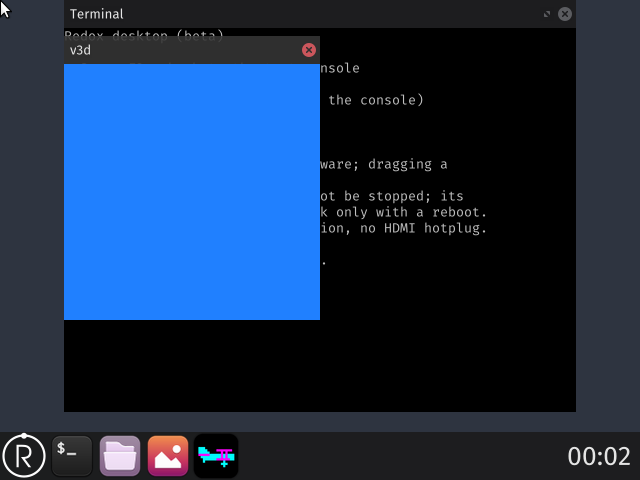 Terminal
Redox desktop (beta)
v3d
nsole
the console)
ware; dragging a
ot be stopped; its
k only with a reboot.
ion, no HDMI hotplug.
.
$_
R
00:02